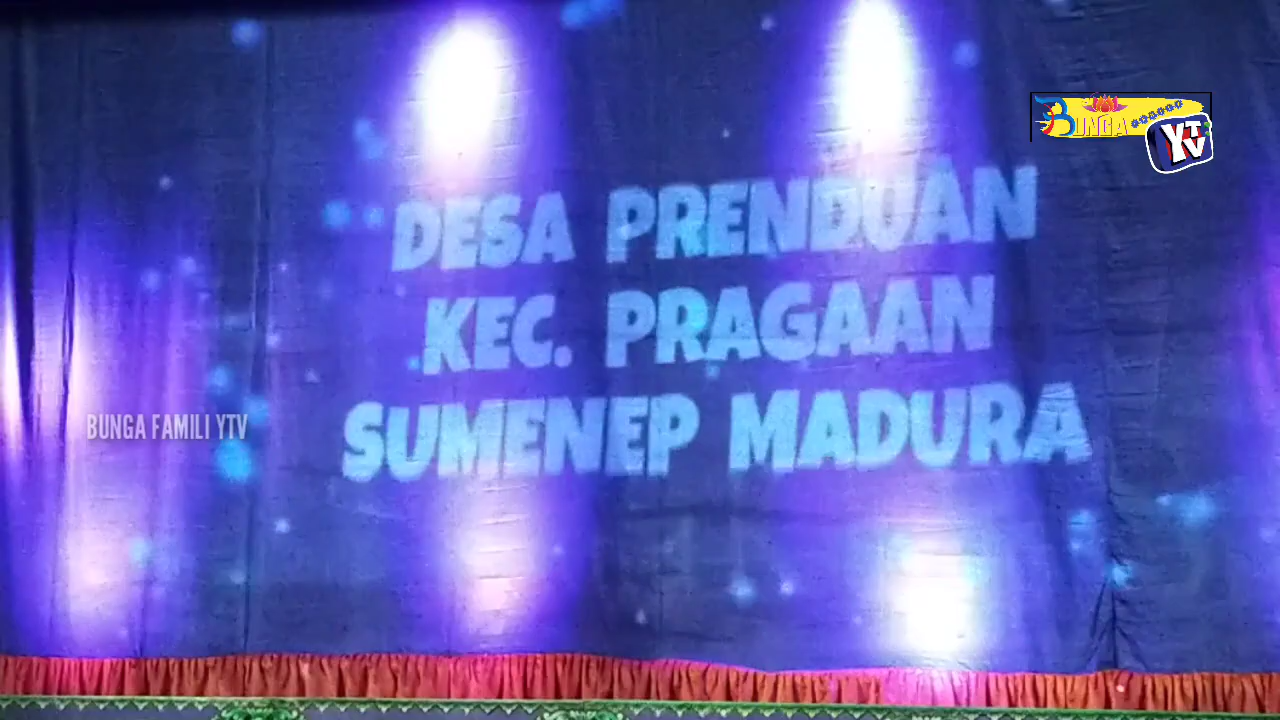 BUNGA
YTV
DESA PRENDUAN
KEC. PRAGAAN
SUMENEP MADURA
BUNGA FAMILI YTV